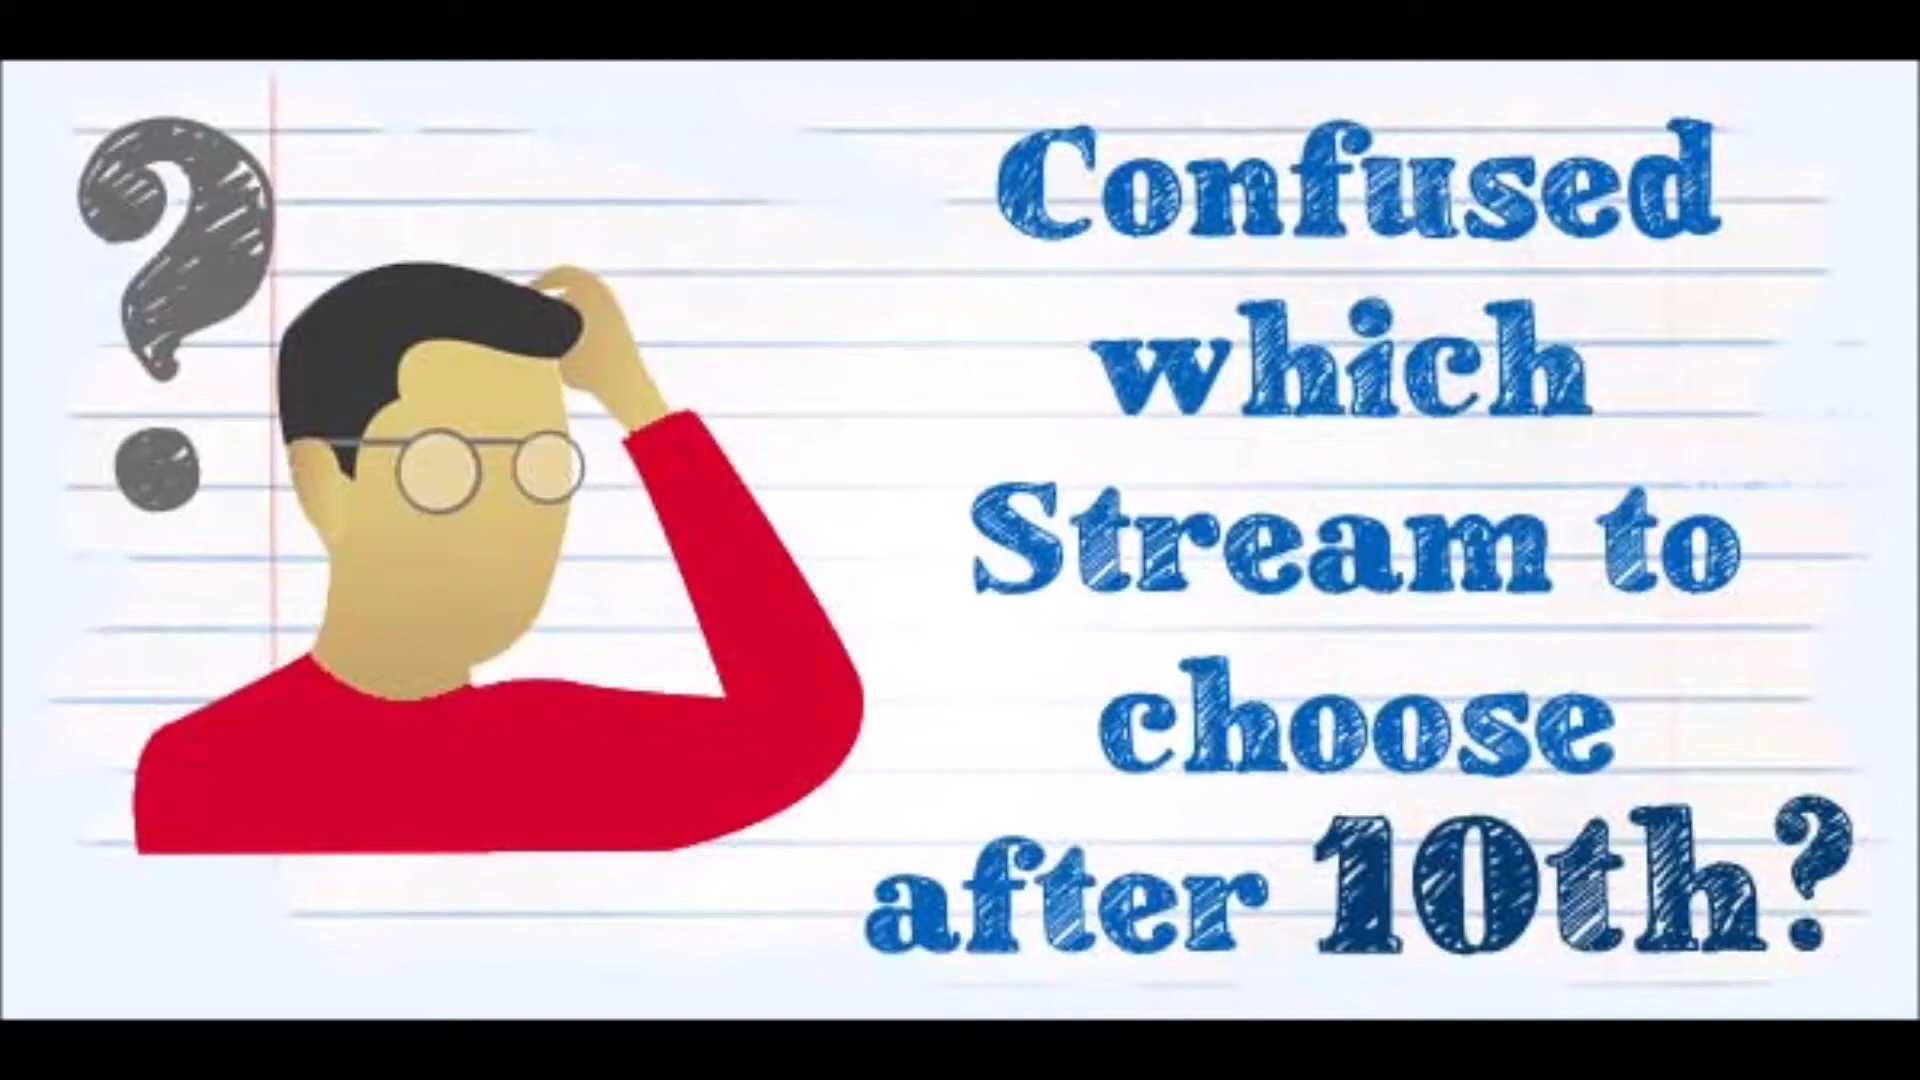 Confused
which
Stream to
choose
after 10th?